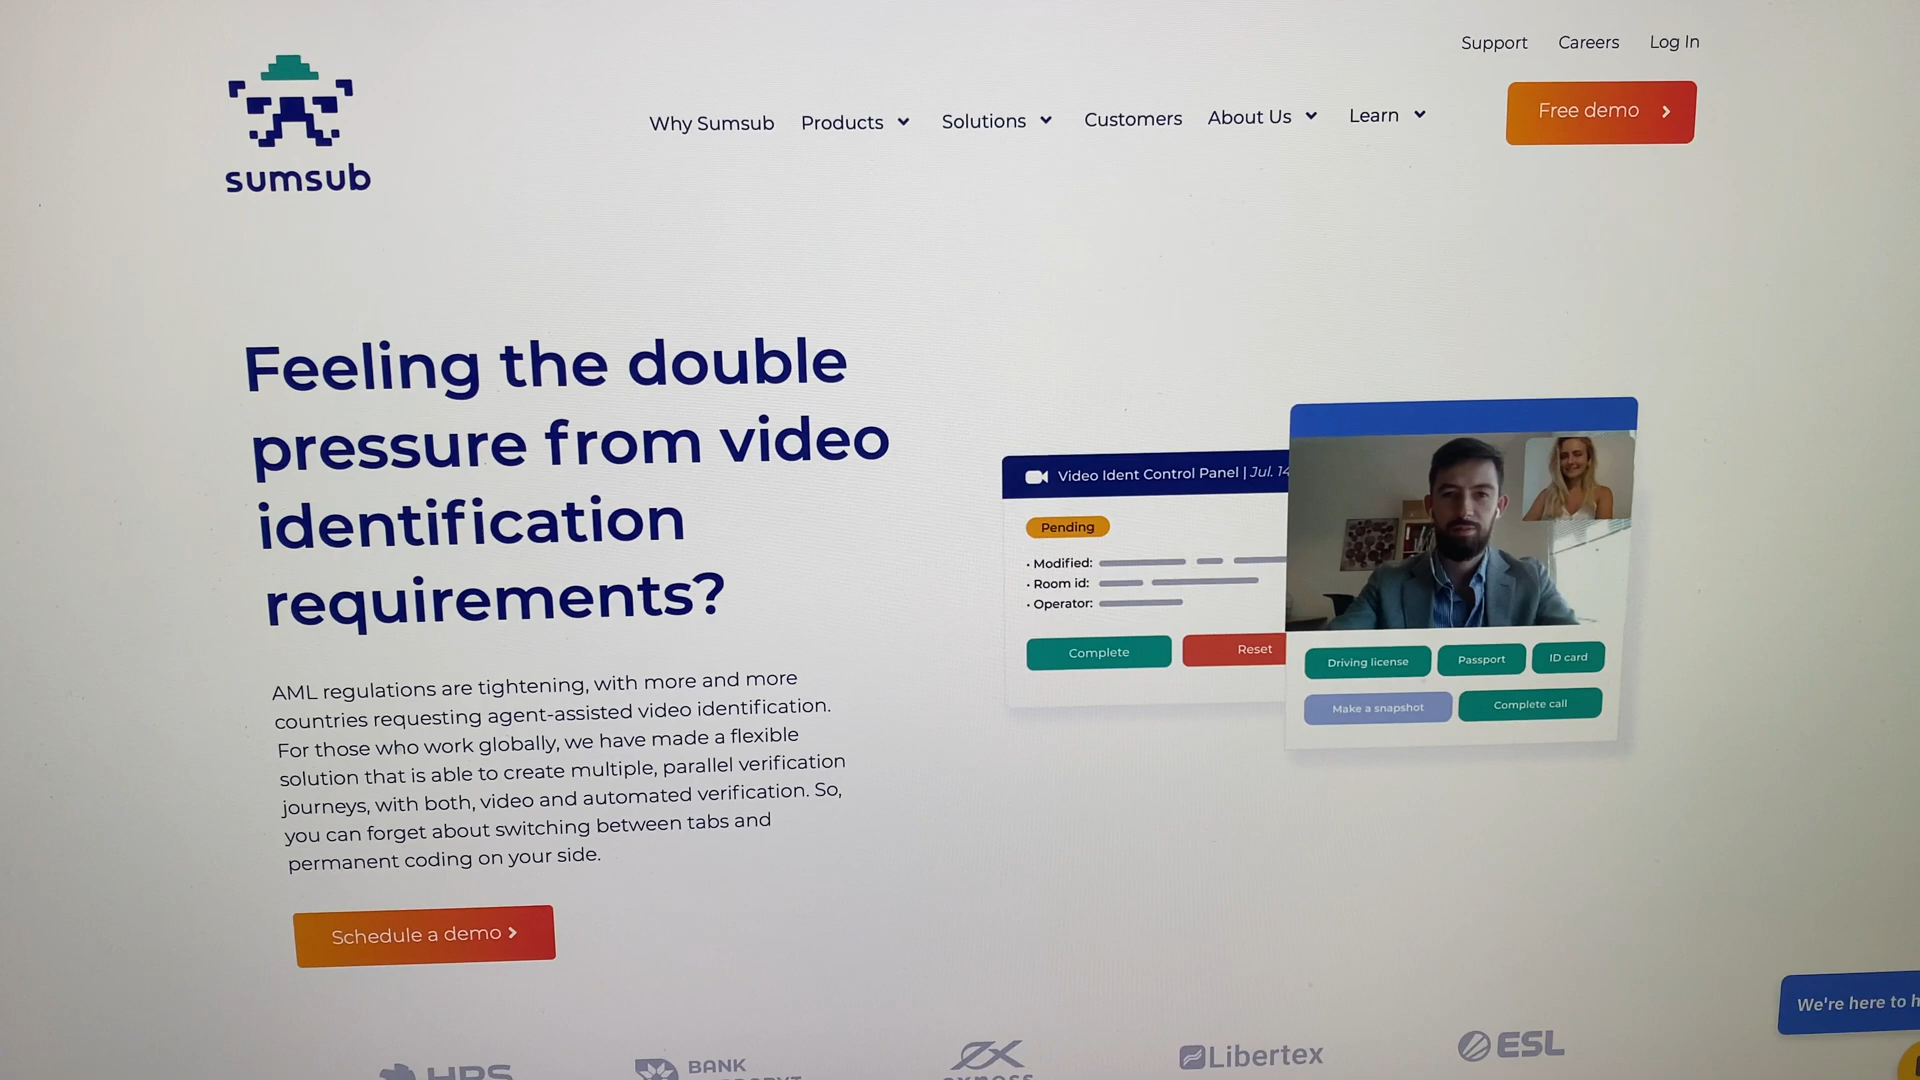 Support Careers Log In
sumsub
Why Sumsub Products Solutions Customers About Us Learn
Free demo
Feeling the double
pressure from video
identification
requirements?
AML regulations are tightening, with more and more
countries requesting agent-assisted video identification.
For those who work globally, we have made a flexible
solution that is able to create multiple, parallel verification
journeys, with both, video and automated verification. So,
you can forget about switching between tabs and
permanent coding on your side.
Schedule a demo
Video Ident Control Panel | Jul. 14
Pending
• Modified:
• Room id:
• Operator:
Complete Reset
Driving license Passport ID card
Make a snapshot Complete call
We're here to
HPS
BANK
exness
Libertex
ESL